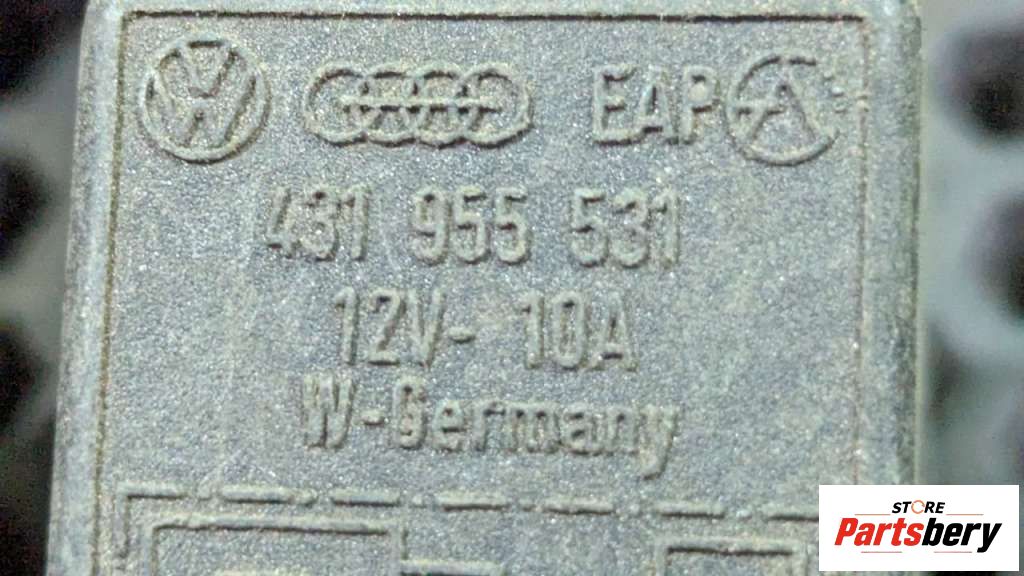 EAP
431 955 531
12V- 10A
W-Germany
STORE
Partsbery